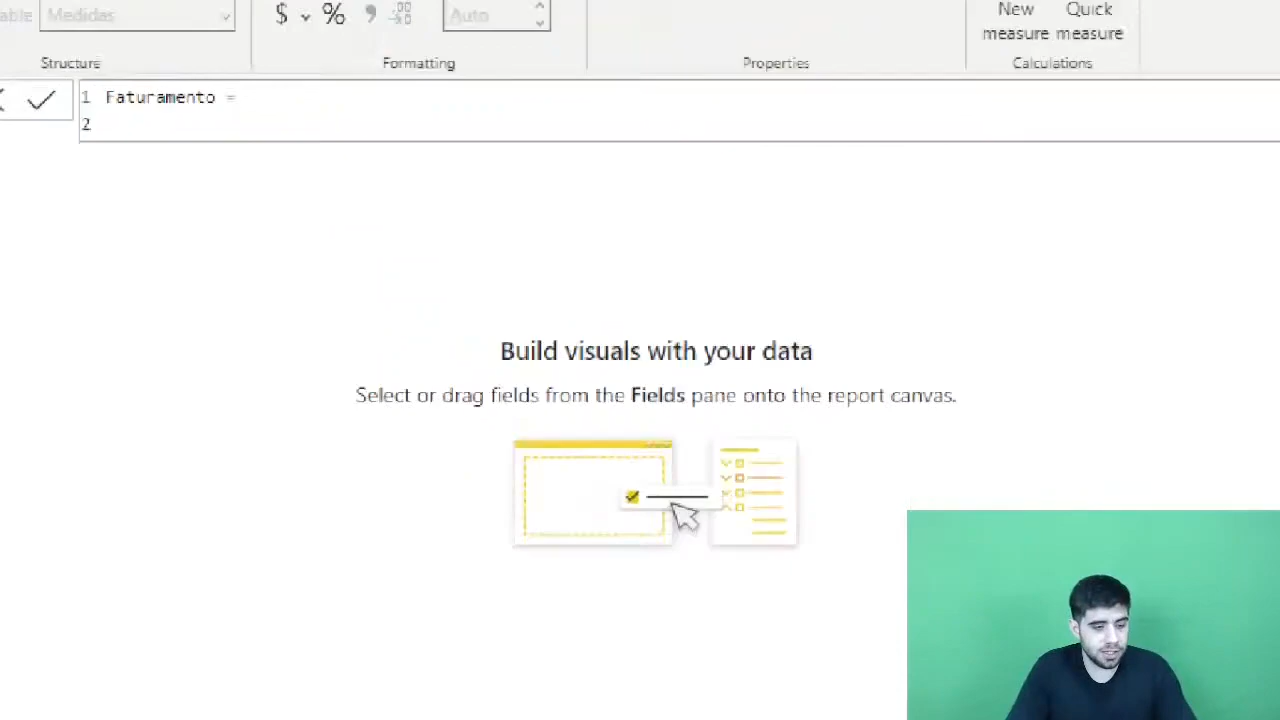 able Medidas
$ % Auto
New measure
Quick measure
Structure
Formatting
Properties
Calculations
1 Faturamento =
2
Build visuals with your data
Select or drag fields from the Fields pane onto the report canvas.